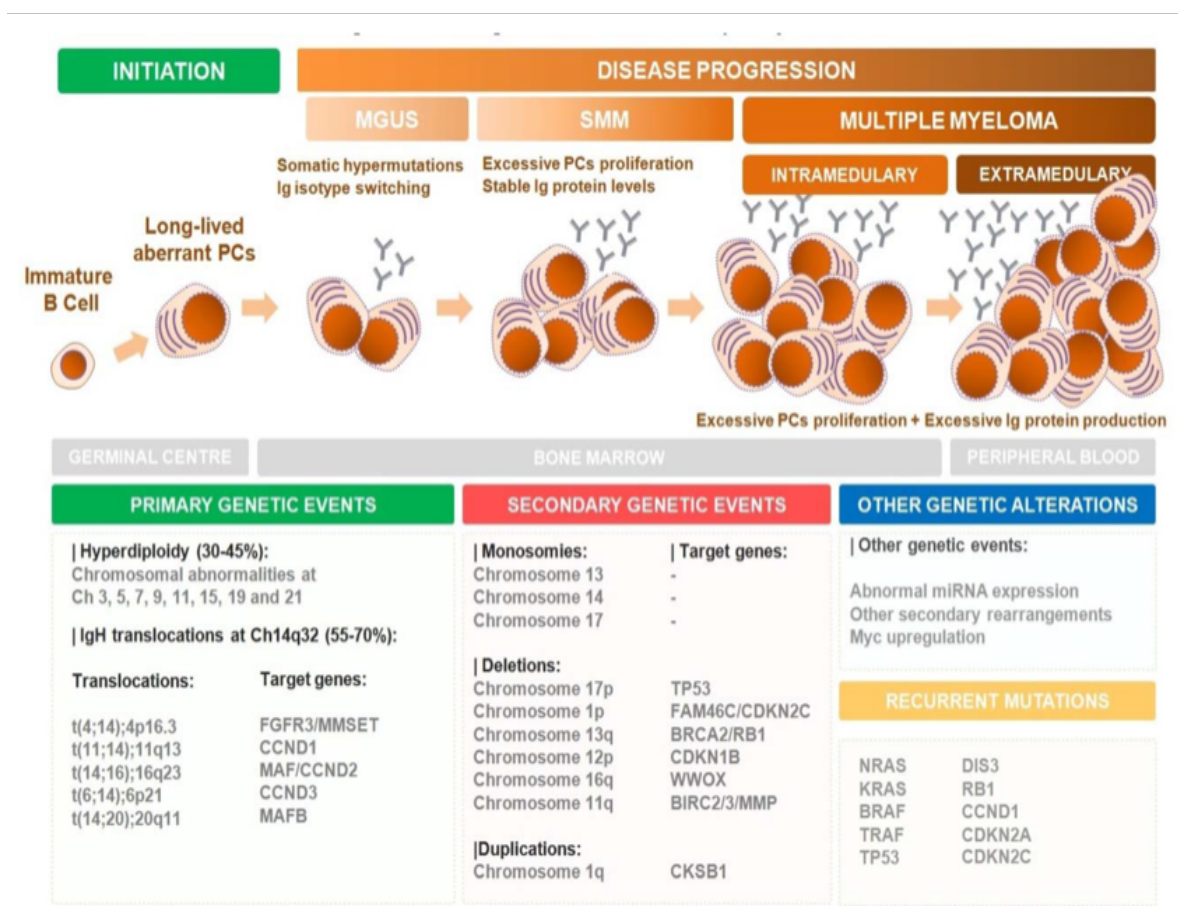 INITIATION
DISEASE PROGRESSION
MGUS
SMM
MULTIPLE MYELOMA
Somatic hypermutations
Ig isotype switching
Excessive PCs proliferation
Stable Ig protein levels
INTRAMEDULARY
EXTRAMEDULARY
Long-lived
aberrant PCs
Immature
B Cell
Excessive PCs proliferation + Excessive Ig protein production
GERMINAL CENTRE
BONE MARROW
PERIPHERAL BLOOD
PRIMARY GENETIC EVENTS
| Hyperdiploidy (30-45%):
Chromosomal abnormalities at
Ch 3, 5, 7, 9, 11, 15, 19 and 21
| IgH translocations at Ch14q32 (55-70%):
Translocations: Target genes:
t(4;14);4p16.3 FGFR3/MMSET
t(11;14);11q13 CCND1
t(14;16);16q23 MAF/CCND2
t(6;14);6p21 CCND3
t(14;20);20q11 MAFB
SECONDARY GENETIC EVENTS
| Monosomies: | Target genes:
Chromosome 13 -
Chromosome 14 -
Chromosome 17 -
| Deletions:
Chromosome 17p TP53
Chromosome 1p FAM46C/CDKN2C
Chromosome 13q BRCA2/RB1
Chromosome 12p CDKN1B
Chromosome 16q WWOX
Chromosome 11q BIRC2/3/MMP
|Duplications:
Chromosome 1q CKSB1
OTHER GENETIC ALTERATIONS
| Other genetic events:
Abnormal miRNA expression
Other secondary rearrangements
Myc upregulation
RECURRENT MUTATIONS
NRAS DIS3
KRAS RB1
BRAF CCND1
TRAF CDKN2A
TP53 CDKN2C